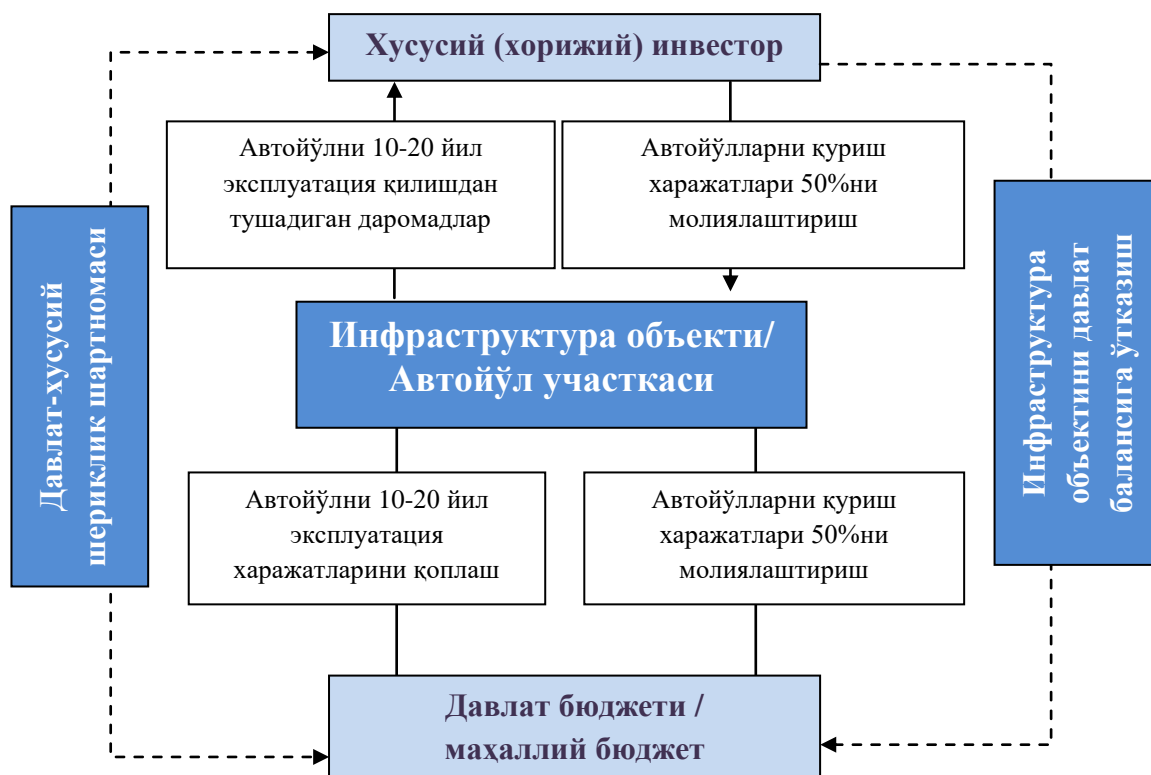 Хусусий (хорижий) инвестор
Автойўлни 10-20 йил
эксплуатация қилишдан
тушадиган даромадлар
Автойўлларни қуриш
харажатлари 50%ни
молиялаштириш
Давлат-хусусий
шериклик шартномаси
Инфраструктура объекти/
Автойўл участкаси
Инфраструктура
объектини давлат
балансига ўтказиш
Автойўлни 10-20 йил
эксплуатация
харажатларини қоплаш
Автойўлларни қуриш
харажатлари 50%ни
молиялаштириш
Давлат бюджети /
маҳаллий бюджет